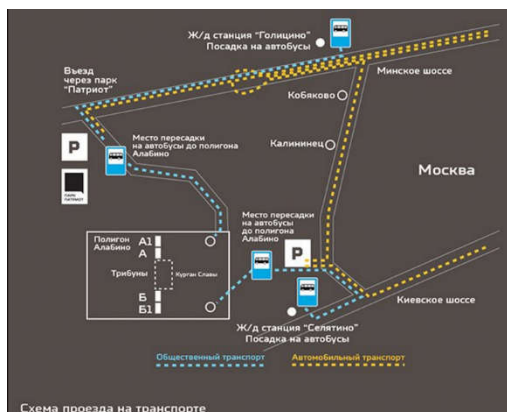 Ж/д станция "Голицино"
Посадка на автобусы
Въезд
через парк
"Патриот"
Минское шоссе
Кобяково
P
Место пересадки
на автобусы до полигона
Алабино
Калининец
Москва
ПАРК
ПАТРИОТ
Место пересадки
на автобусы
до полигона
Алабино
P
Полигон
Алабино
А1
А
Трибуны
Курган Славы
Б
Б1
Киевское шоссе
Ж/д станция "Селятино"
Посадка на автобусы
Общественный транспорт
Автомобильный транспорт
Схема проезда на транспорте